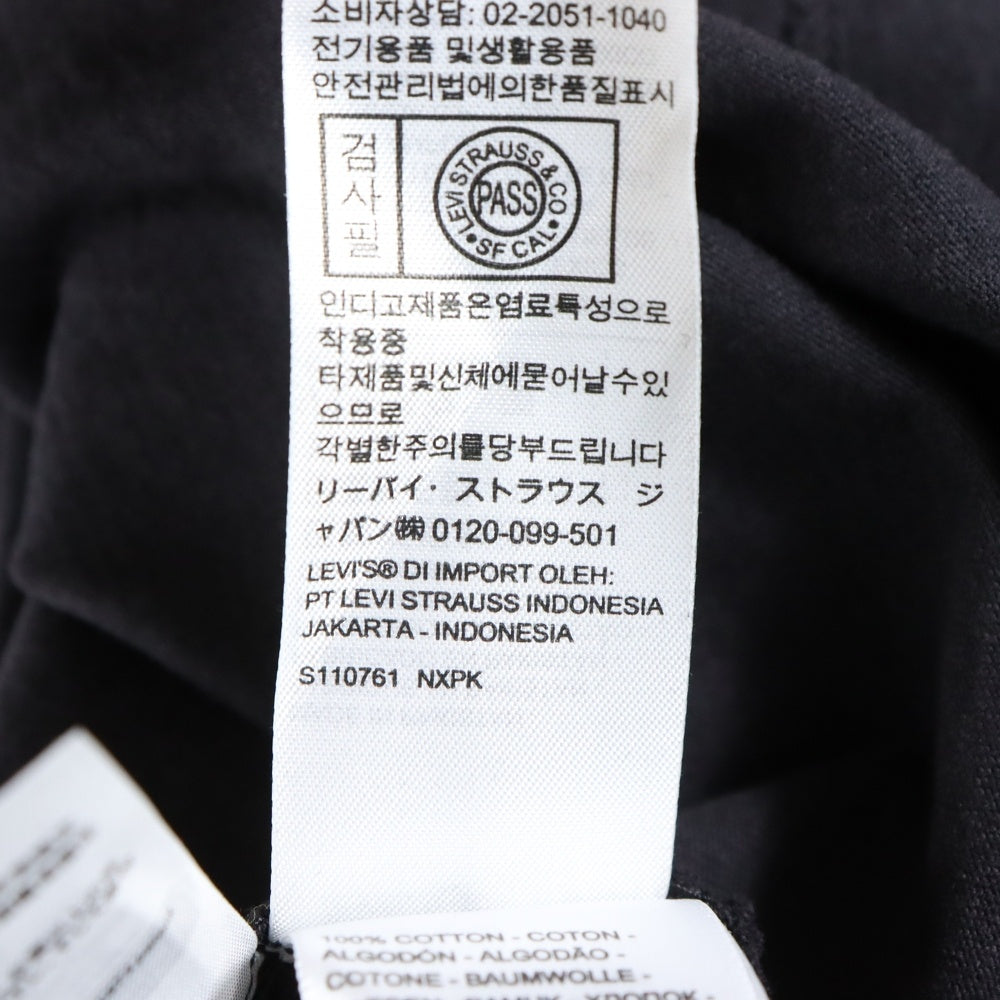 소비자상담: 02-2051-1040
전기용품 및생활용품
안전관리법에의한품질표시
검사필
LEVI STRAUSS & CO
PASS
SF CAL
인디고제품은염료특성으로
착용중
타제품및신체에묻어날수있
으므로
각별한주의를당부드립니다
リーバイ・ストラウス ジ
ャパン㈱ 0120-099-501
LEVI'S® DI IMPORT OLEH:
PT LEVI STRAUSS INDONESIA
JAKARTA - INDONESIA
S110761 NXPK
100% COTTON - COTON -
ALGODÓN - ALGODÃO -
COTONE - BAUMWOLLE -